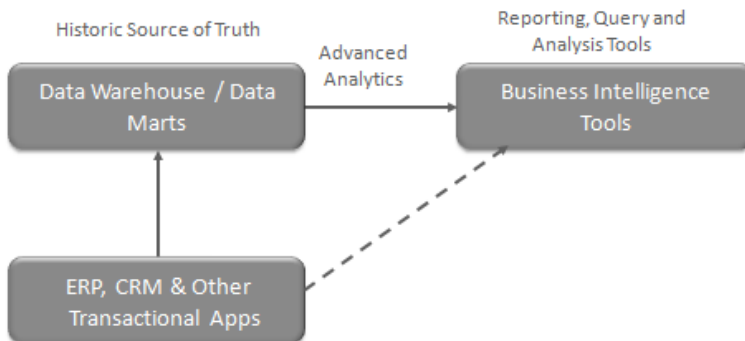 Historic Source of Truth
Reporting, Query and
Analysis Tools
Advanced
Analytics
Data Warehouse / Data
Marts
Business Intelligence
Tools
ERP, CRM & Other
Transactional Apps